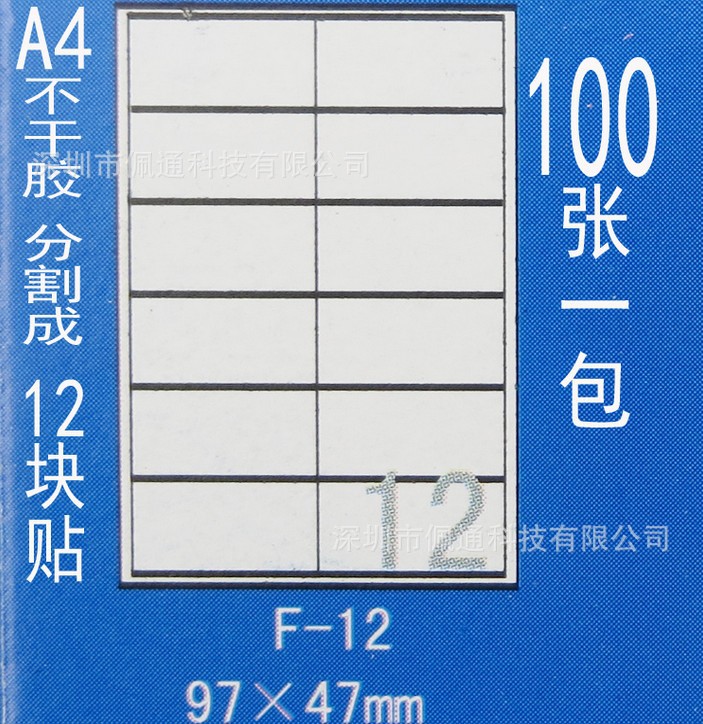 A4
不干胶 分割成
12
块贴
100
张一包
深圳市佩通科技有限公司
12
深圳市佩通科技有限公司
F-12
97×47mm